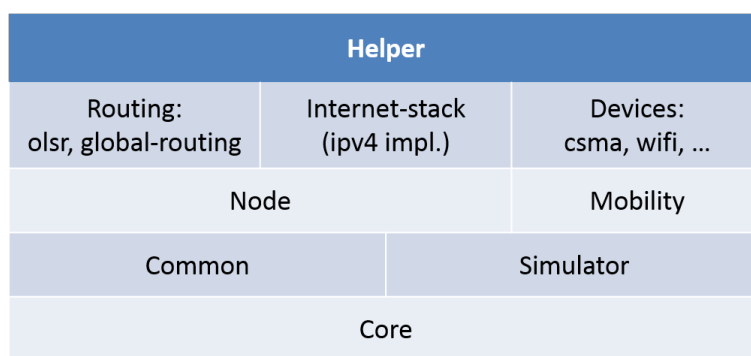 Helper
Routing:
olsr, global-routing
Internet-stack
(ipv4 impl.)
Devices:
csma, wifi, ...
Node
Mobility
Common
Simulator
Core